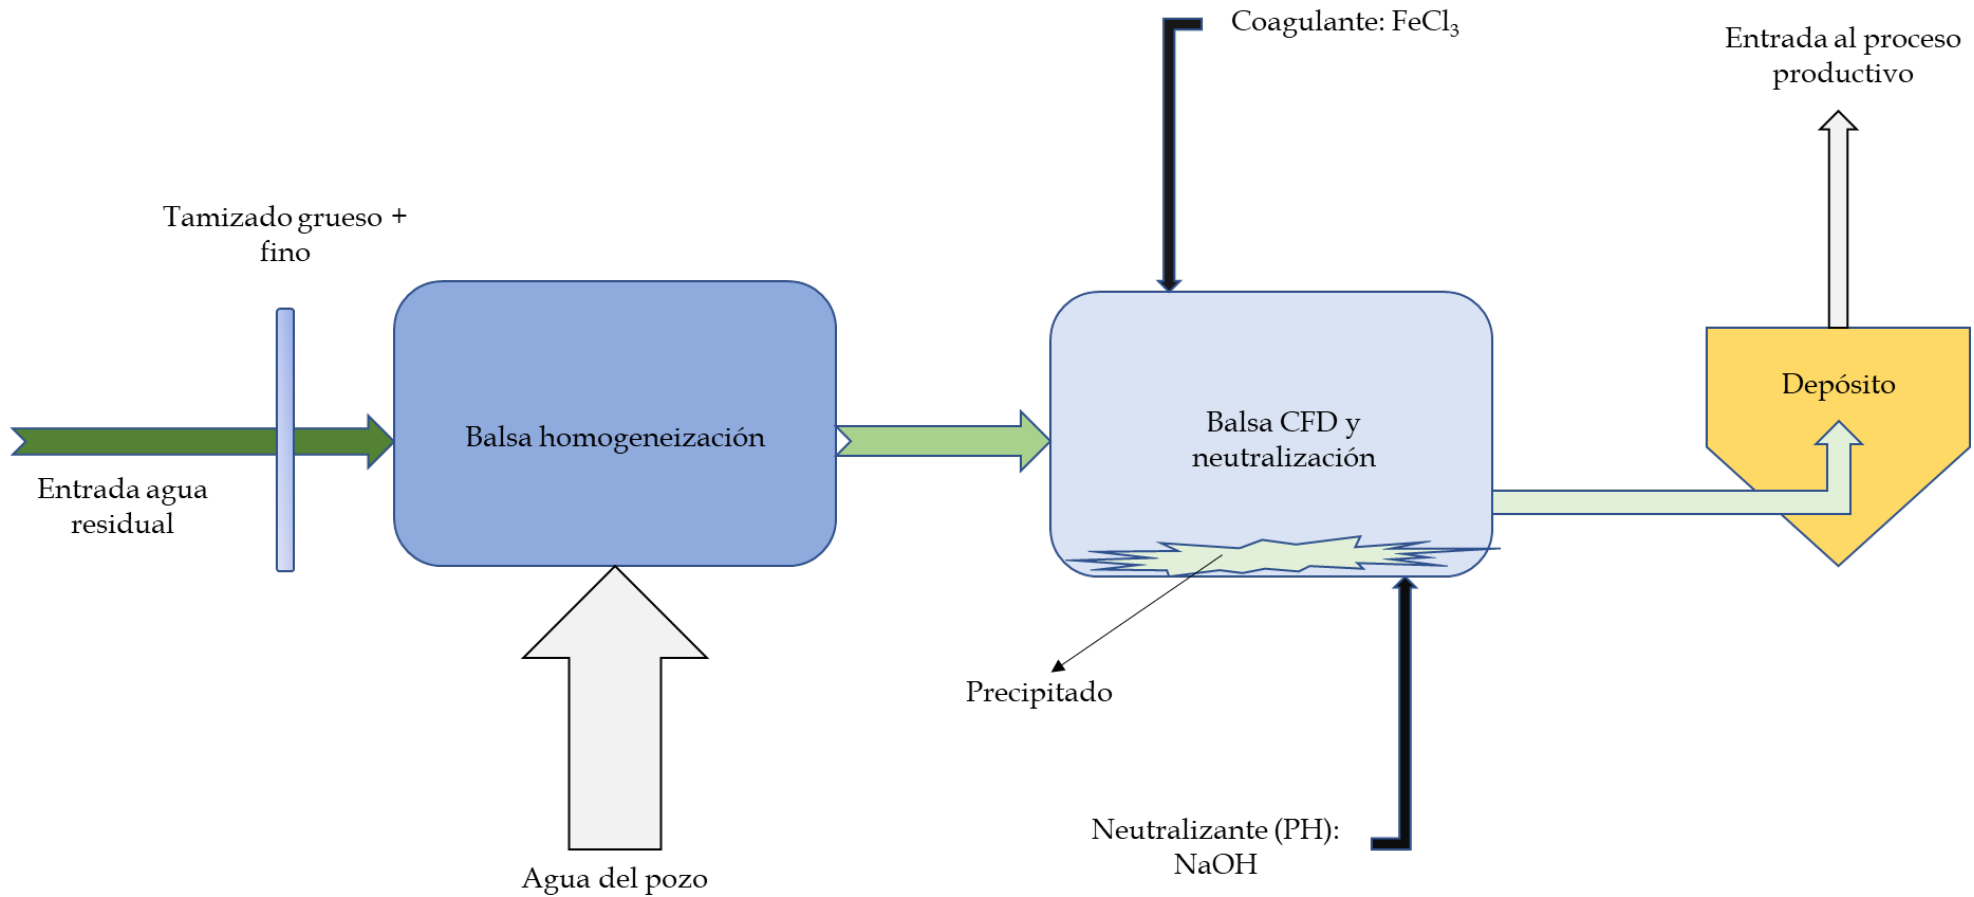 Coagulante: FeCl₃
Entrada al proceso
productivo
Tamizado grueso +
fino
Entrada agua
residual
Balsa homogeneización
Agua del pozo
Balsa CFD y
neutralización
Precipitado
Neutralizante (PH):
NaOH
Depósito